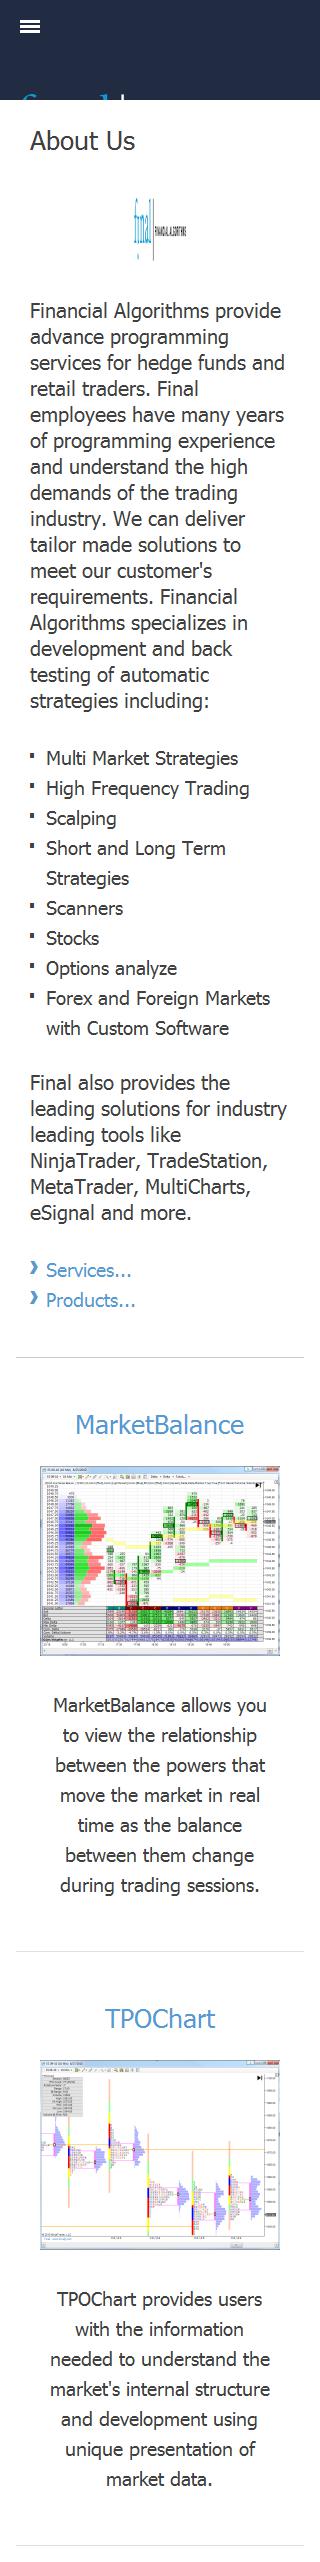 About Us
final
FINANCIAL ALGORITHMS
Financial Algorithms provide
advance programming
services for hedge funds and
retail traders. Final
employees have many years
of programming experience
and understand the high
demands of the trading
industry. We can deliver
tailor made solutions to
meet our customer's
requirements. Financial
Algorithms specializes in
development and back
testing of automatic
strategies including:
Multi Market Strategies
High Frequency Trading
Scalping
Short and Long Term
Strategies
Scanners
Stocks
Options analyze
Forex and Foreign Markets
with Custom Software
Final also provides the
leading solutions for industry
leading tools like
NinjaTrader, TradeStation,
MetaTrader, MultiCharts,
eSignal and more.
Services...
Products...
MarketBalance
MarketBalance allows you
to view the relationship
between the powers that
move the market in real
time as the balance
between them change
during trading sessions.
TPOChart
TPOChart provides users
with the information
needed to understand the
market's internal structure
and development using
unique presentation of
market data.